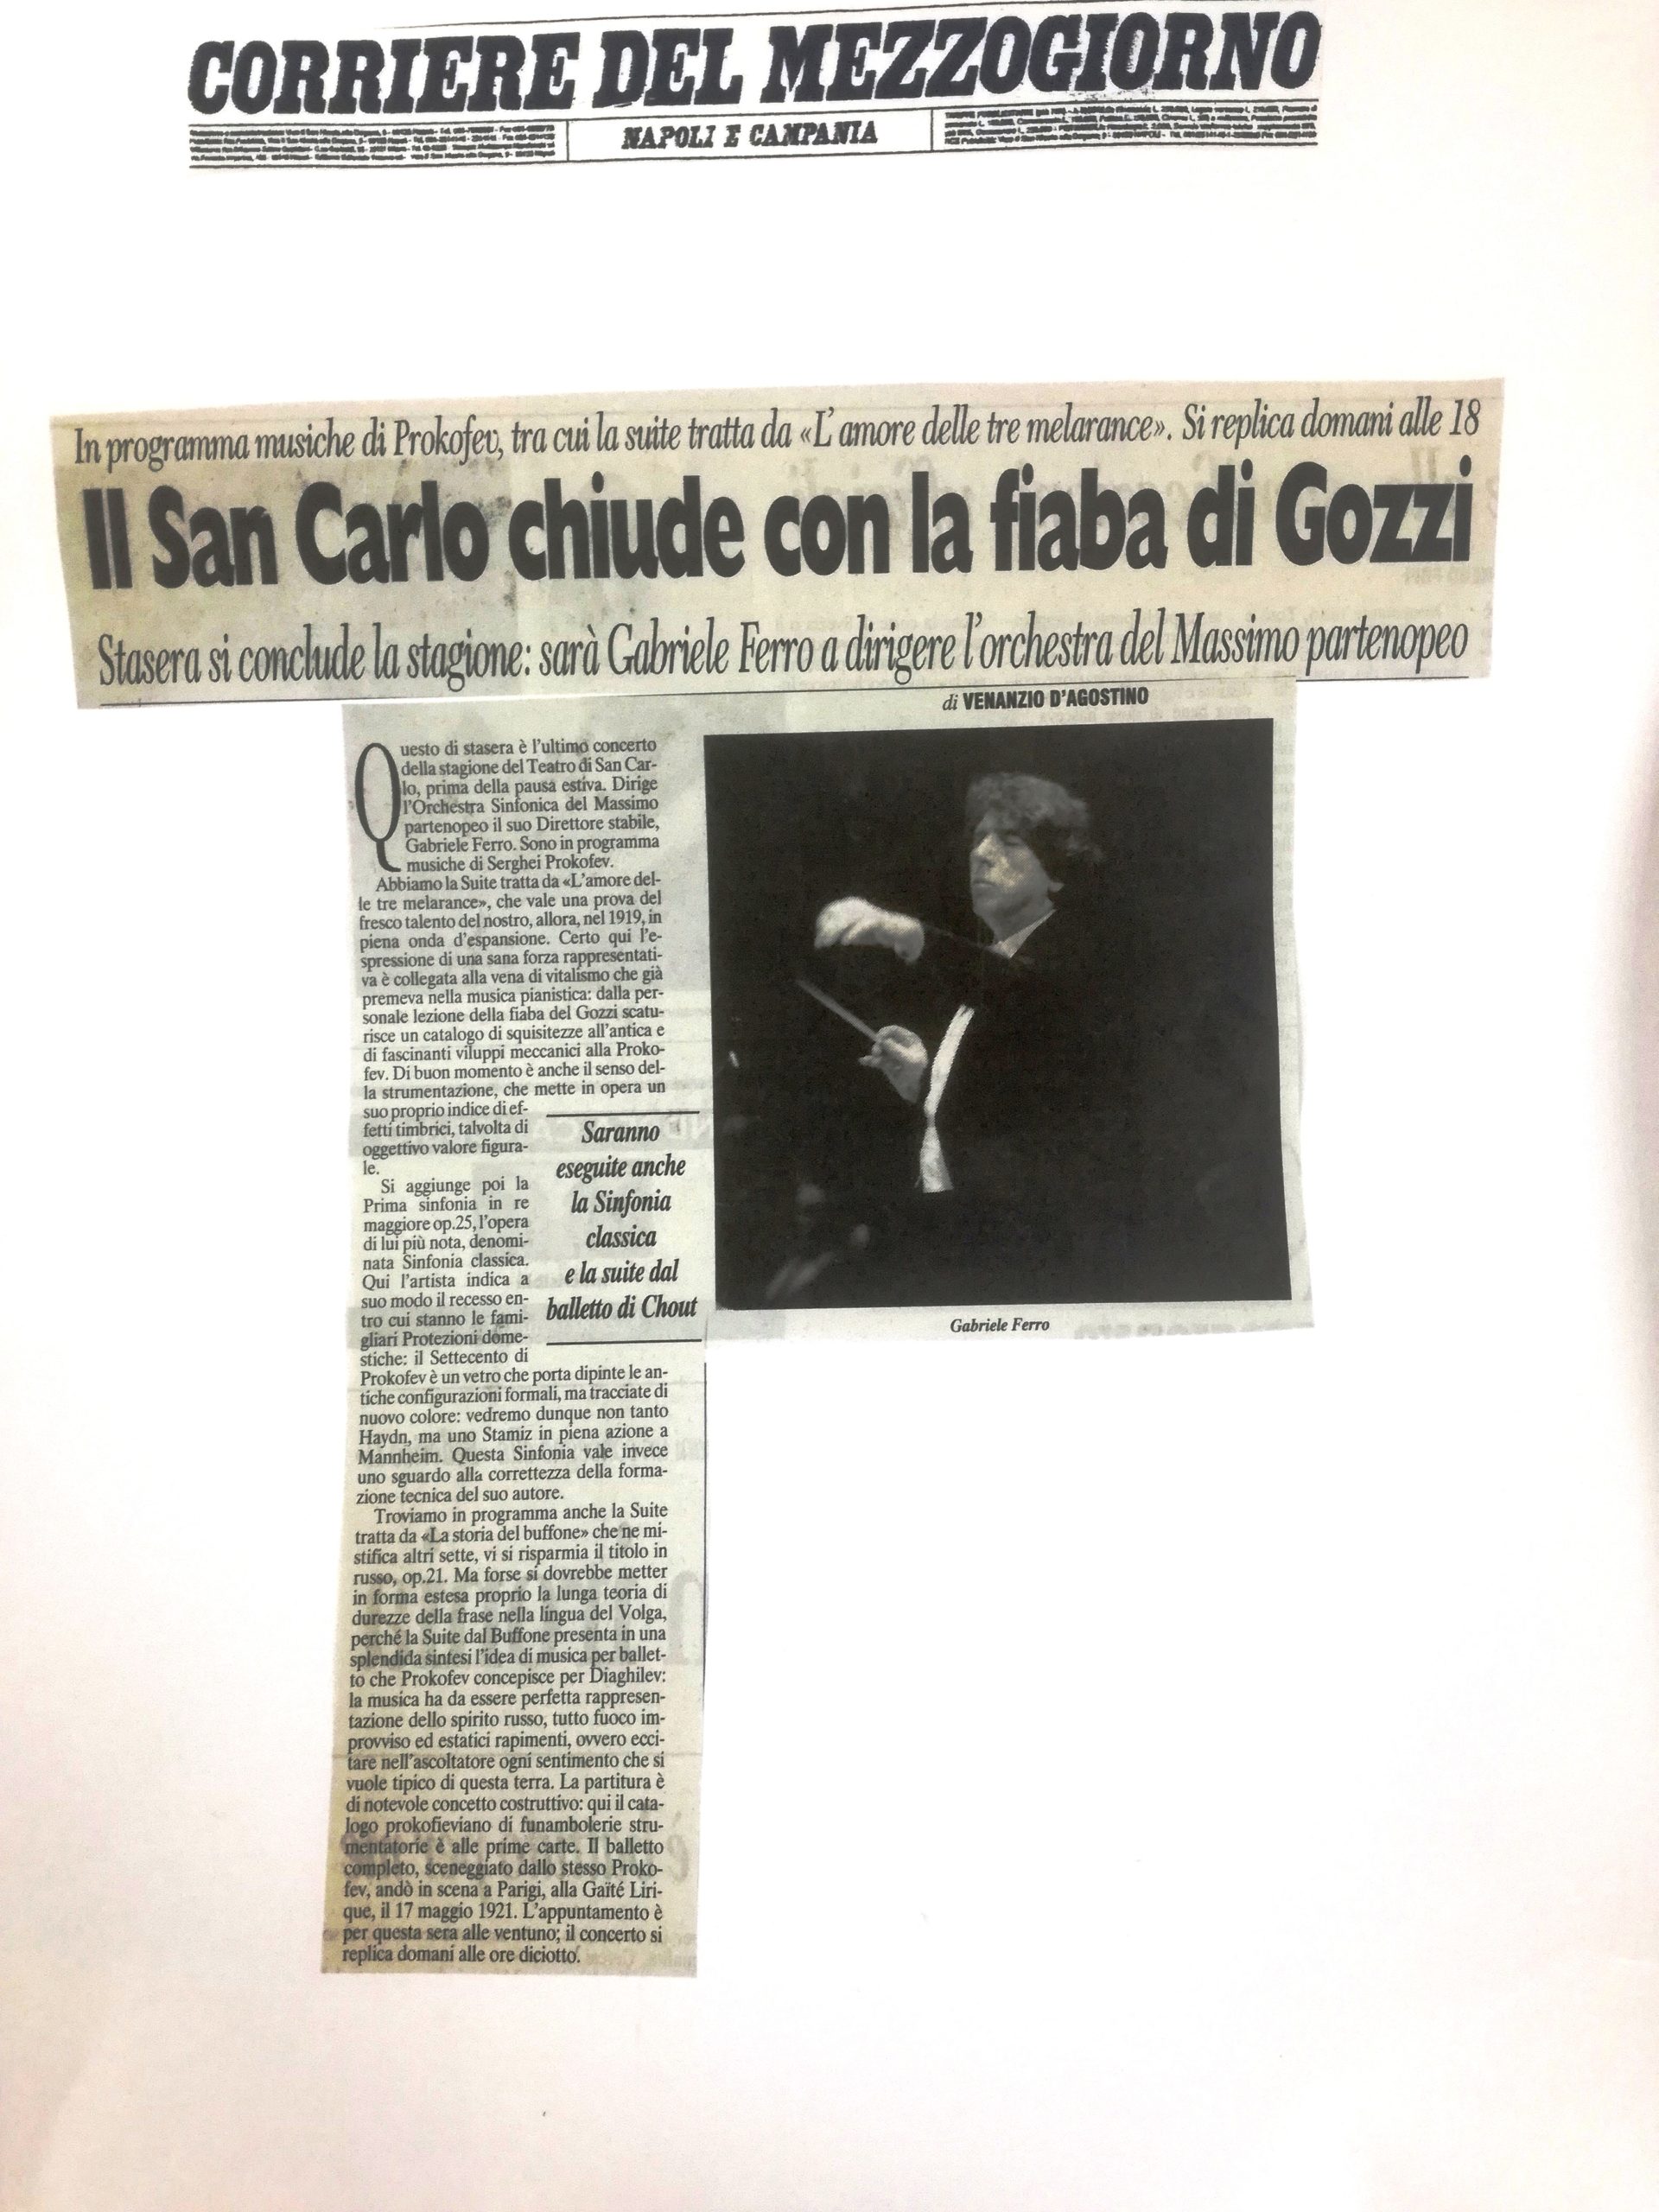 CORRIERE DEL MEZZOGIORNO
NAPOLI E CAMPANIA
In programma musiche di Prokofev, tra cui la suite tratta da «L'amore delle tre melarance». Si replica domani alle 18
Il San Carlo chiude con la fiaba di Gozzi
Stasera si conclude la stagione: sarà Gabriele Ferro a dirigere l'orchestra del Massimo partenopeo
di VENANZIO D'AGOSTINO
Questo di stasera è l'ultimo concerto
della stagione del Teatro di San Car-
lo, prima della pausa estiva. Dirige
l'Orchestra Sinfonica del Massimo
partenopeo il suo Direttore stabile,
Gabriele Ferro. Sono in programma
musiche di Serghei Prokofev.
Abbiamo la Suite tratta da «L'amore del-
le tre melarance», che vale una prova del
fresco talento del nostro, allora, nel 1919, in
piena onda d'espansione. Certo qui l'e-
spressione di una sana forza rappresentati-
va è collegata alla vena di vitalismo che già
premeva nella musica pianistica: dalla per-
sonale lezione della fiaba del Gozzi scatu-
risce un catalogo di squisitezze all'antica e
di fascinanti viluppi meccanici alla Proko-
fev. Di buon momento è anche il senso del-
la strumentazione, che mette in opera un
suo proprio indice di ef-
fetti timbrici, talvolta di
oggettivo valore figura-
le.
Si aggiunge poi la
Prima sinfonia in re
maggiore op.25, l'opera
di lui più nota, denomi-
nata Sinfonia classica.
Qui l'artista indica a
suo modo il recesso en-
tro cui stanno le fami-
gliari Protezioni dome-
stiche: il Settecento di
Prokofev è un vetro che porta dipinte le an-
tiche configurazioni formali, ma tracciate di
nuovo colore: vedremo dunque non tanto
Haydn, ma uno Stamiz in piena azione a
Mannheim. Questa Sinfonia vale invece
uno sguardo alla correttezza della forma-
zione tecnica del suo autore.
Troviamo in programma anche la Suite
tratta da «La storia del buffone» che ne mi-
stifica altri sette, vi si risparmia il titolo in
russo, op.21. Ma forse si dovrebbe metter
in forma estesa proprio la lunga teoria di
durezze della frase nella lingua del Volga,
perché la Suite dal Buffone presenta in una
splendida sintesi l'idea di musica per ballet-
to che Prokofev concepisce per Diaghilev:
la musica ha da essere perfetta rappresen-
tazione dello spirito russo, tutto fuoco im-
provviso ed estatici rapimenti, ovvero ecci-
tare nell'ascoltatore ogni sentimento che si
vuole tipico di questa terra. La partitura è
di notevole concetto costruttivo: qui il cata-
logo prokofieviano di funambolerie stru-
mentatorie è alle prime carte. Il balletto
completo, sceneggiato dallo stesso Proko-
fev, andò in scena a Parigi, alla Gaïté Liri-
que, il 17 maggio 1921. L'appuntamento è
per questa sera alle ventuno; il concerto si
replica domani alle ore diciotto.
Saranno
eseguite anche
la Sinfonia
classica
e la suite dal
balletto di Chout
Gabriele Ferro